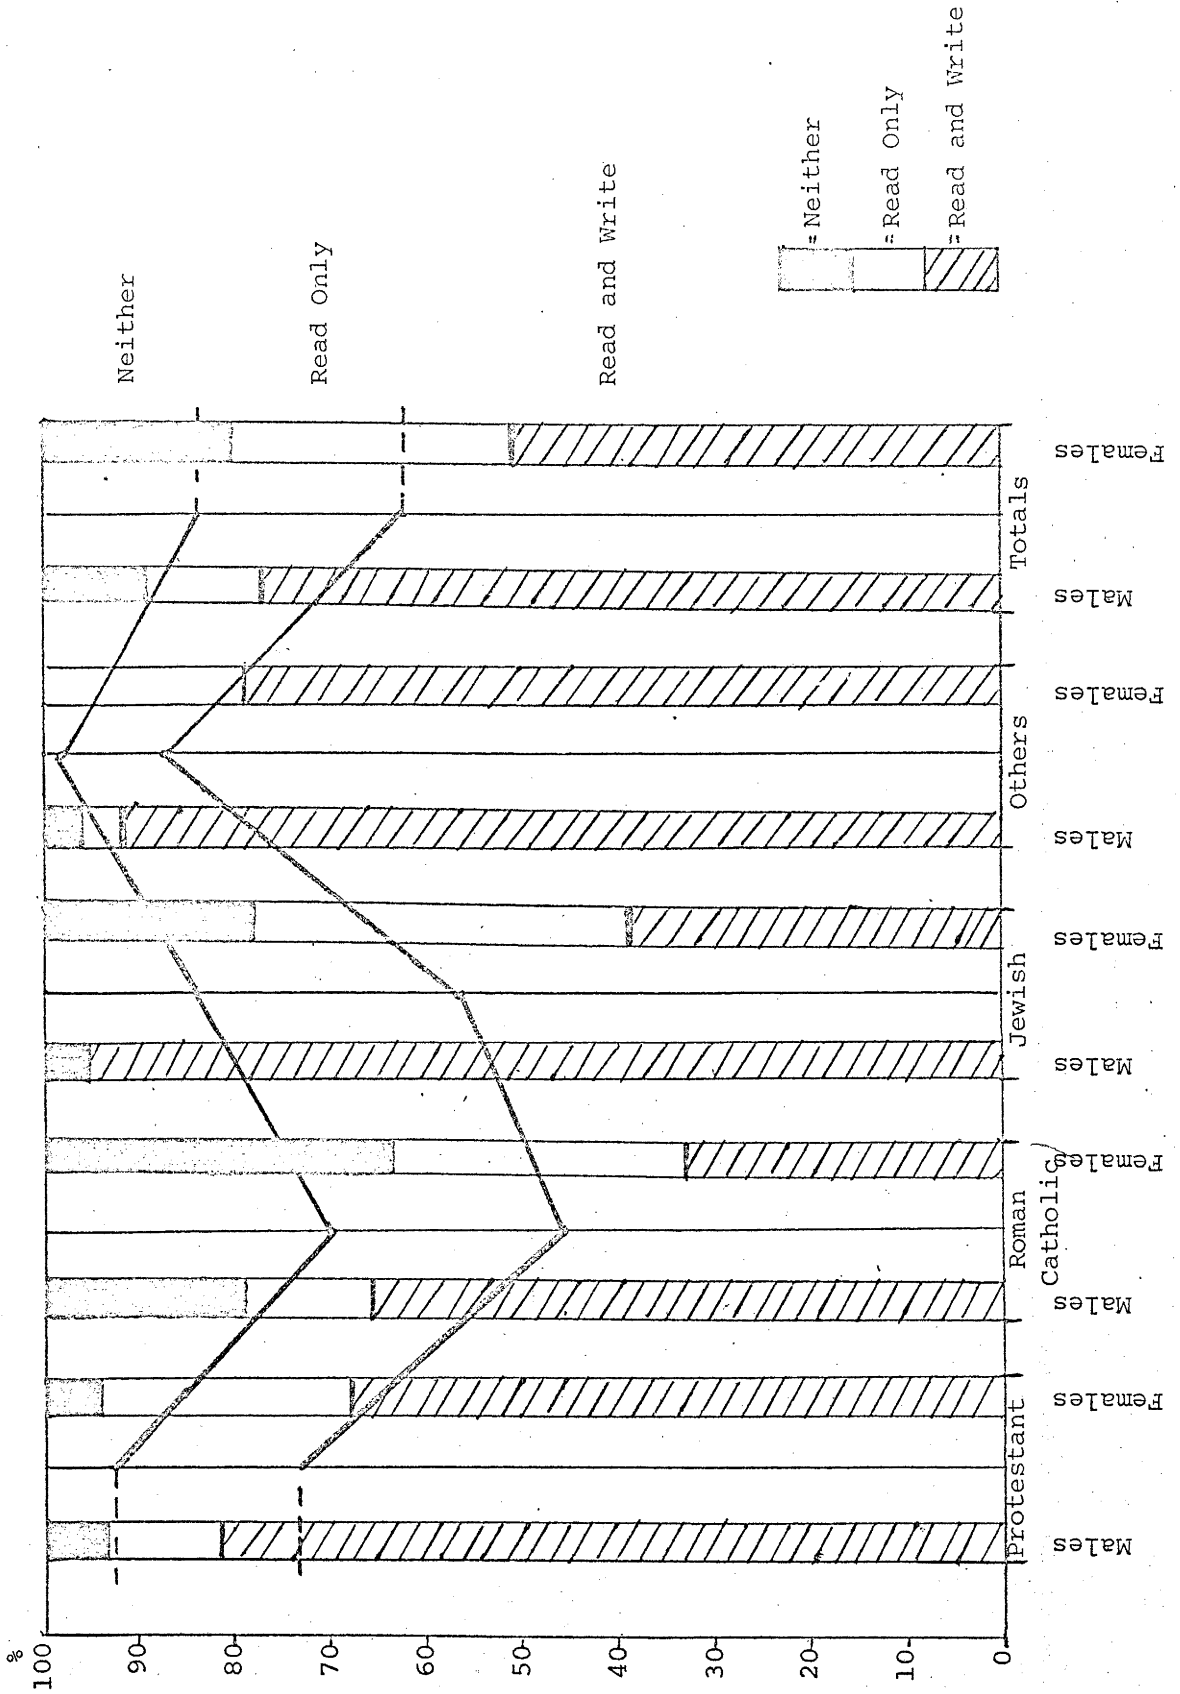 %
100
90
80
70
60
50
40
30
20
10
0
Neither
Read Only
Read and Write
Protestant
Roman
Catholic
Jewish
Others
Totals
Males
Females
Males
Females
Males
Females
Males
Females
Males
Females
=Neither
=Read Only
=Read and Write